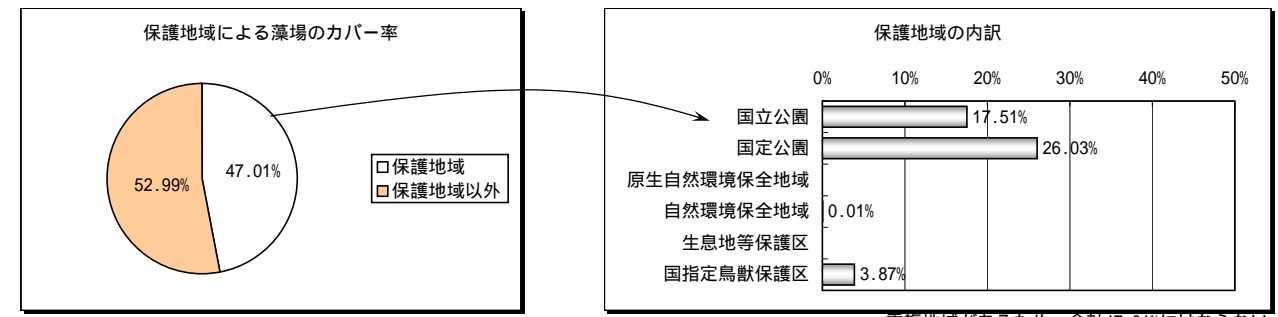 保護地域による藻場のカバー率
47.01%
52.99%
保護地域
保護地域以外
保護地域の内訳
0% 10% 20% 30% 40% 50%
国立公園 17.51%
国定公園 26.03%
原生自然環境保全地域
自然環境保全地域 0.01%
生息地等保護区
国指定鳥獣保護区 3.87%